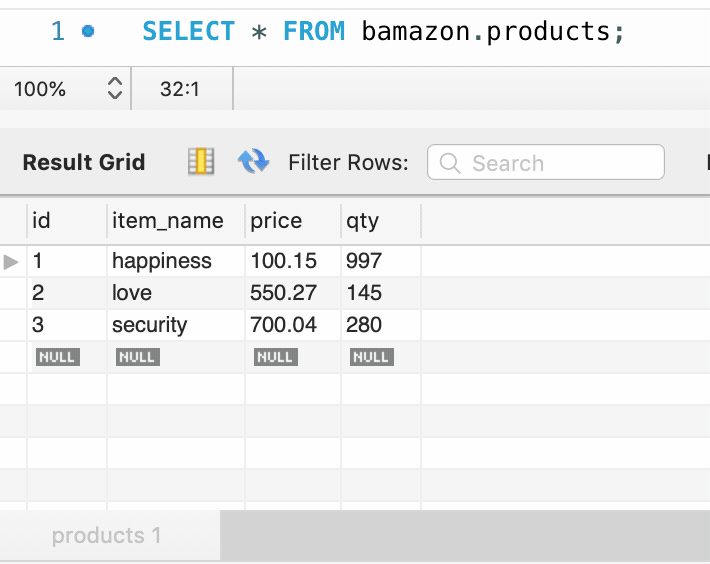 1 SELECT * FROM bamazon.products;
100% 32:1
Result Grid Filter Rows: Search
id item_name price qty
1 happiness 100.15 997
2 love 550.27 145
3 security 700.04 280
NULL NULL NULL NULL
products 1